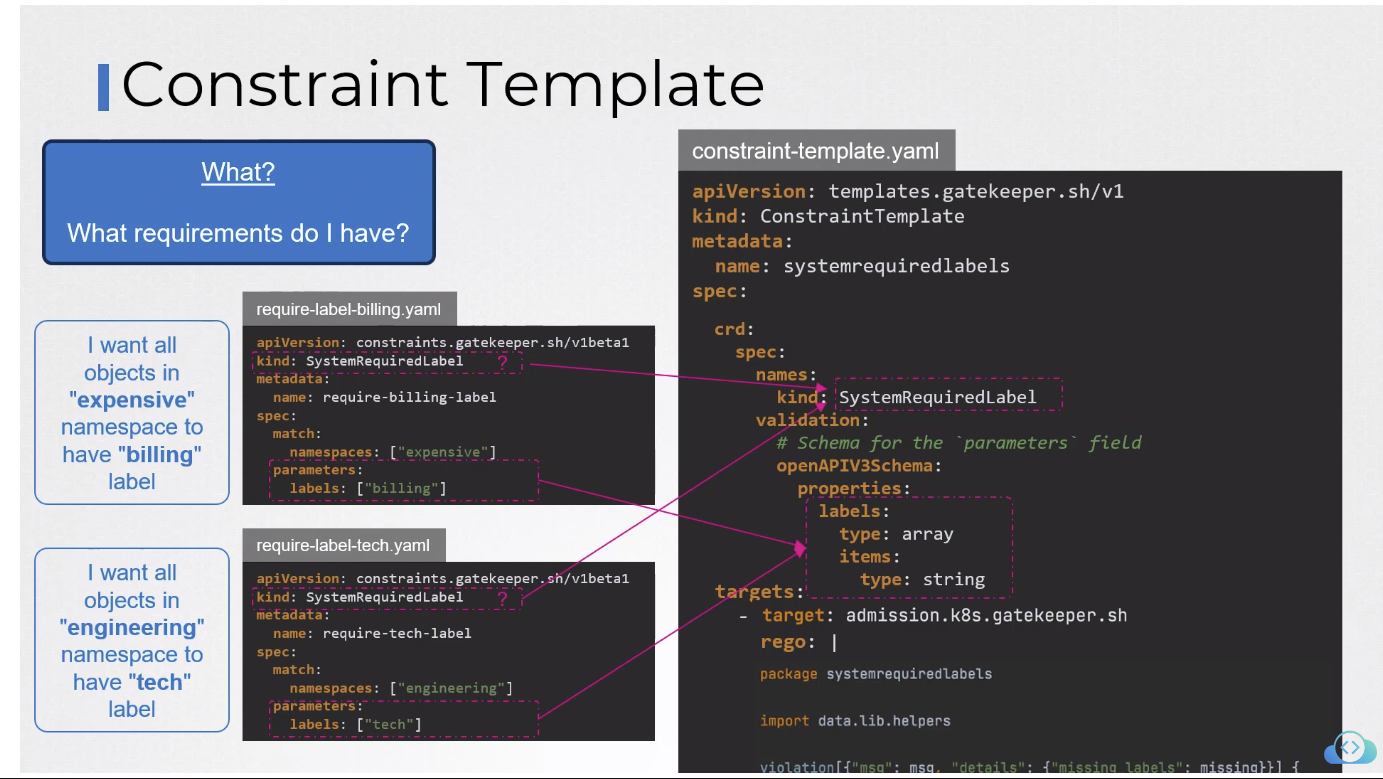 Constraint Template
What?
What requirements do I have?
I want all
objects in
"expensive"
namespace to
have "billing"
label
require-label-billing.yaml
apiVersion: constraints.gatekeeper.sh/v1beta1
kind: SystemRequiredLabel ?
metadata:
name: require-billing-label
spec:
match:
namespaces: ["expensive"]
parameters:
labels: ["billing"]
I want all
objects in
"engineering"
namespace to
have "tech"
label
require-label-tech.yaml
apiVersion: constraints.gatekeeper.sh/v1beta1
kind: SystemRequiredLabel ?
metadata:
name: require-tech-label
spec:
match:
namespaces: ["engineering"]
parameters:
labels: ["tech"]
constraint-template.yaml
apiVersion: templates.gatekeeper.sh/v1
kind: ConstraintTemplate
metadata:
name: systemrequiredlabels
spec:
crd:
spec:
names:
kind: SystemRequiredLabel
validation:
# Schema for the `parameters` field
openAPIV3Schema:
properties:
labels:
type: array
items:
type: string
targets:
- target: admission.k8s.gatekeeper.sh
rego: |
package systemrequiredlabels
import data.lib.helpers
violation[{"msg": msg, "details": {"missing_labels": missing}}] {